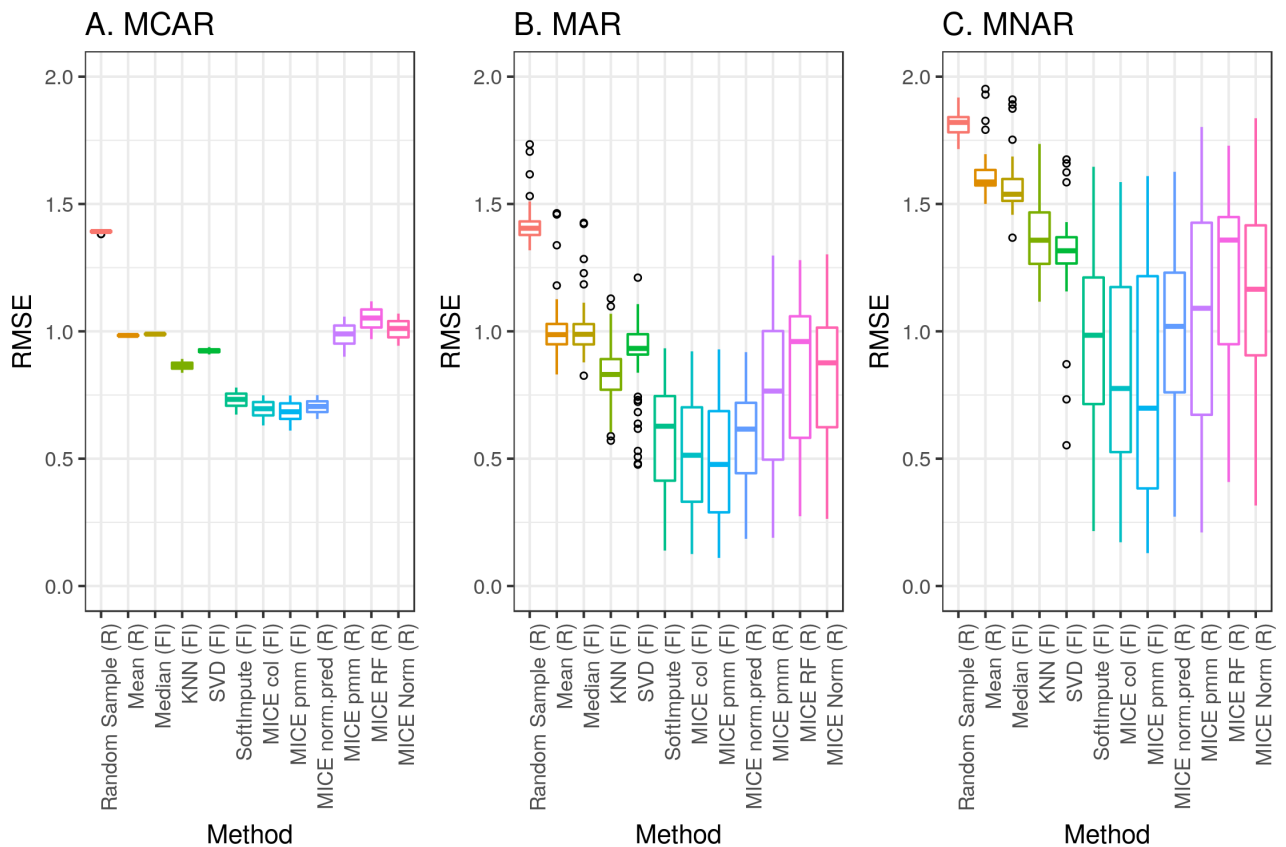 A. MCAR
B. MAR
C. MNAR
RMSE
2.0
1.5
1.0
0.5
0.0
Random Sample (R)
Mean (R)
Median (FI)
KNN (FI)
SVD (FI)
SoftImpute (FI)
MICE col (FI)
MICE pmm (FI)
MICE norm.pred (R)
MICE pmm (R)
MICE RF (R)
MICE Norm (R)
Method
RMSE
2.0
1.5
1.0
0.5
0.0
Random Sample (R)
Mean (R)
Median (FI)
KNN (FI)
SVD (FI)
SoftImpute (FI)
MICE col (FI)
MICE pmm (FI)
MICE norm.pred (R)
MICE pmm (R)
MICE RF (R)
MICE Norm (R)
Method
RMSE
2.0
1.5
1.0
0.5
0.0
Random Sample (R)
Mean (R)
Median (FI)
KNN (FI)
SVD (FI)
SoftImpute (FI)
MICE col (FI)
MICE pmm (FI)
MICE norm.pred (R)
MICE pmm (R)
MICE RF (R)
MICE Norm (R)
Method